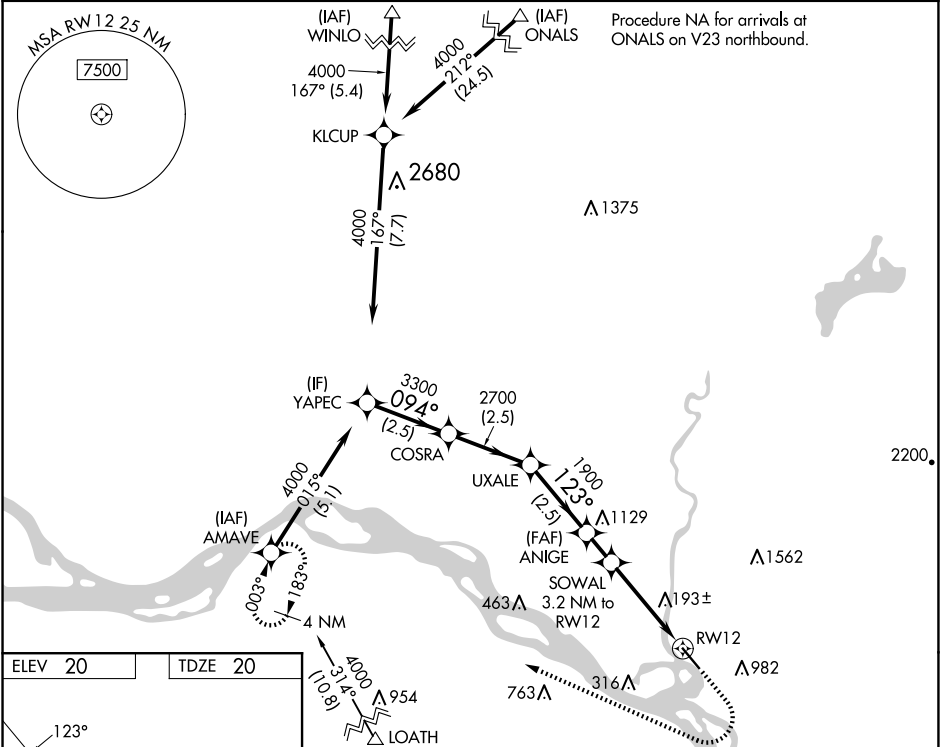 MSA RW12 25 NM
7500
(IAF)
WINLO
(IAF)
ONALS
Procedure NA for arrivals at
ONALS on V23 northbound.
4000
167° (5.4)
4000
212°
(24.5)
KLCUP
2680
1375
4000
167°
(7.7)
(IF)
YAPEC
3300
094°
(2.5)
COSRA
2700
(2.5)
UXALE
1900
123°
(2.5)
2200
4000
015°
(5.1)
(IAF)
AMAVE
003°
183°
4 NM
(FAF)
ANIGE
1129
SOWAL
3.2 NM to
RW12
1562
463
193±
RW12
982
316
763
4000
314°
(10.8)
954
LOATH
ELEV 20
TDZE 20
123°